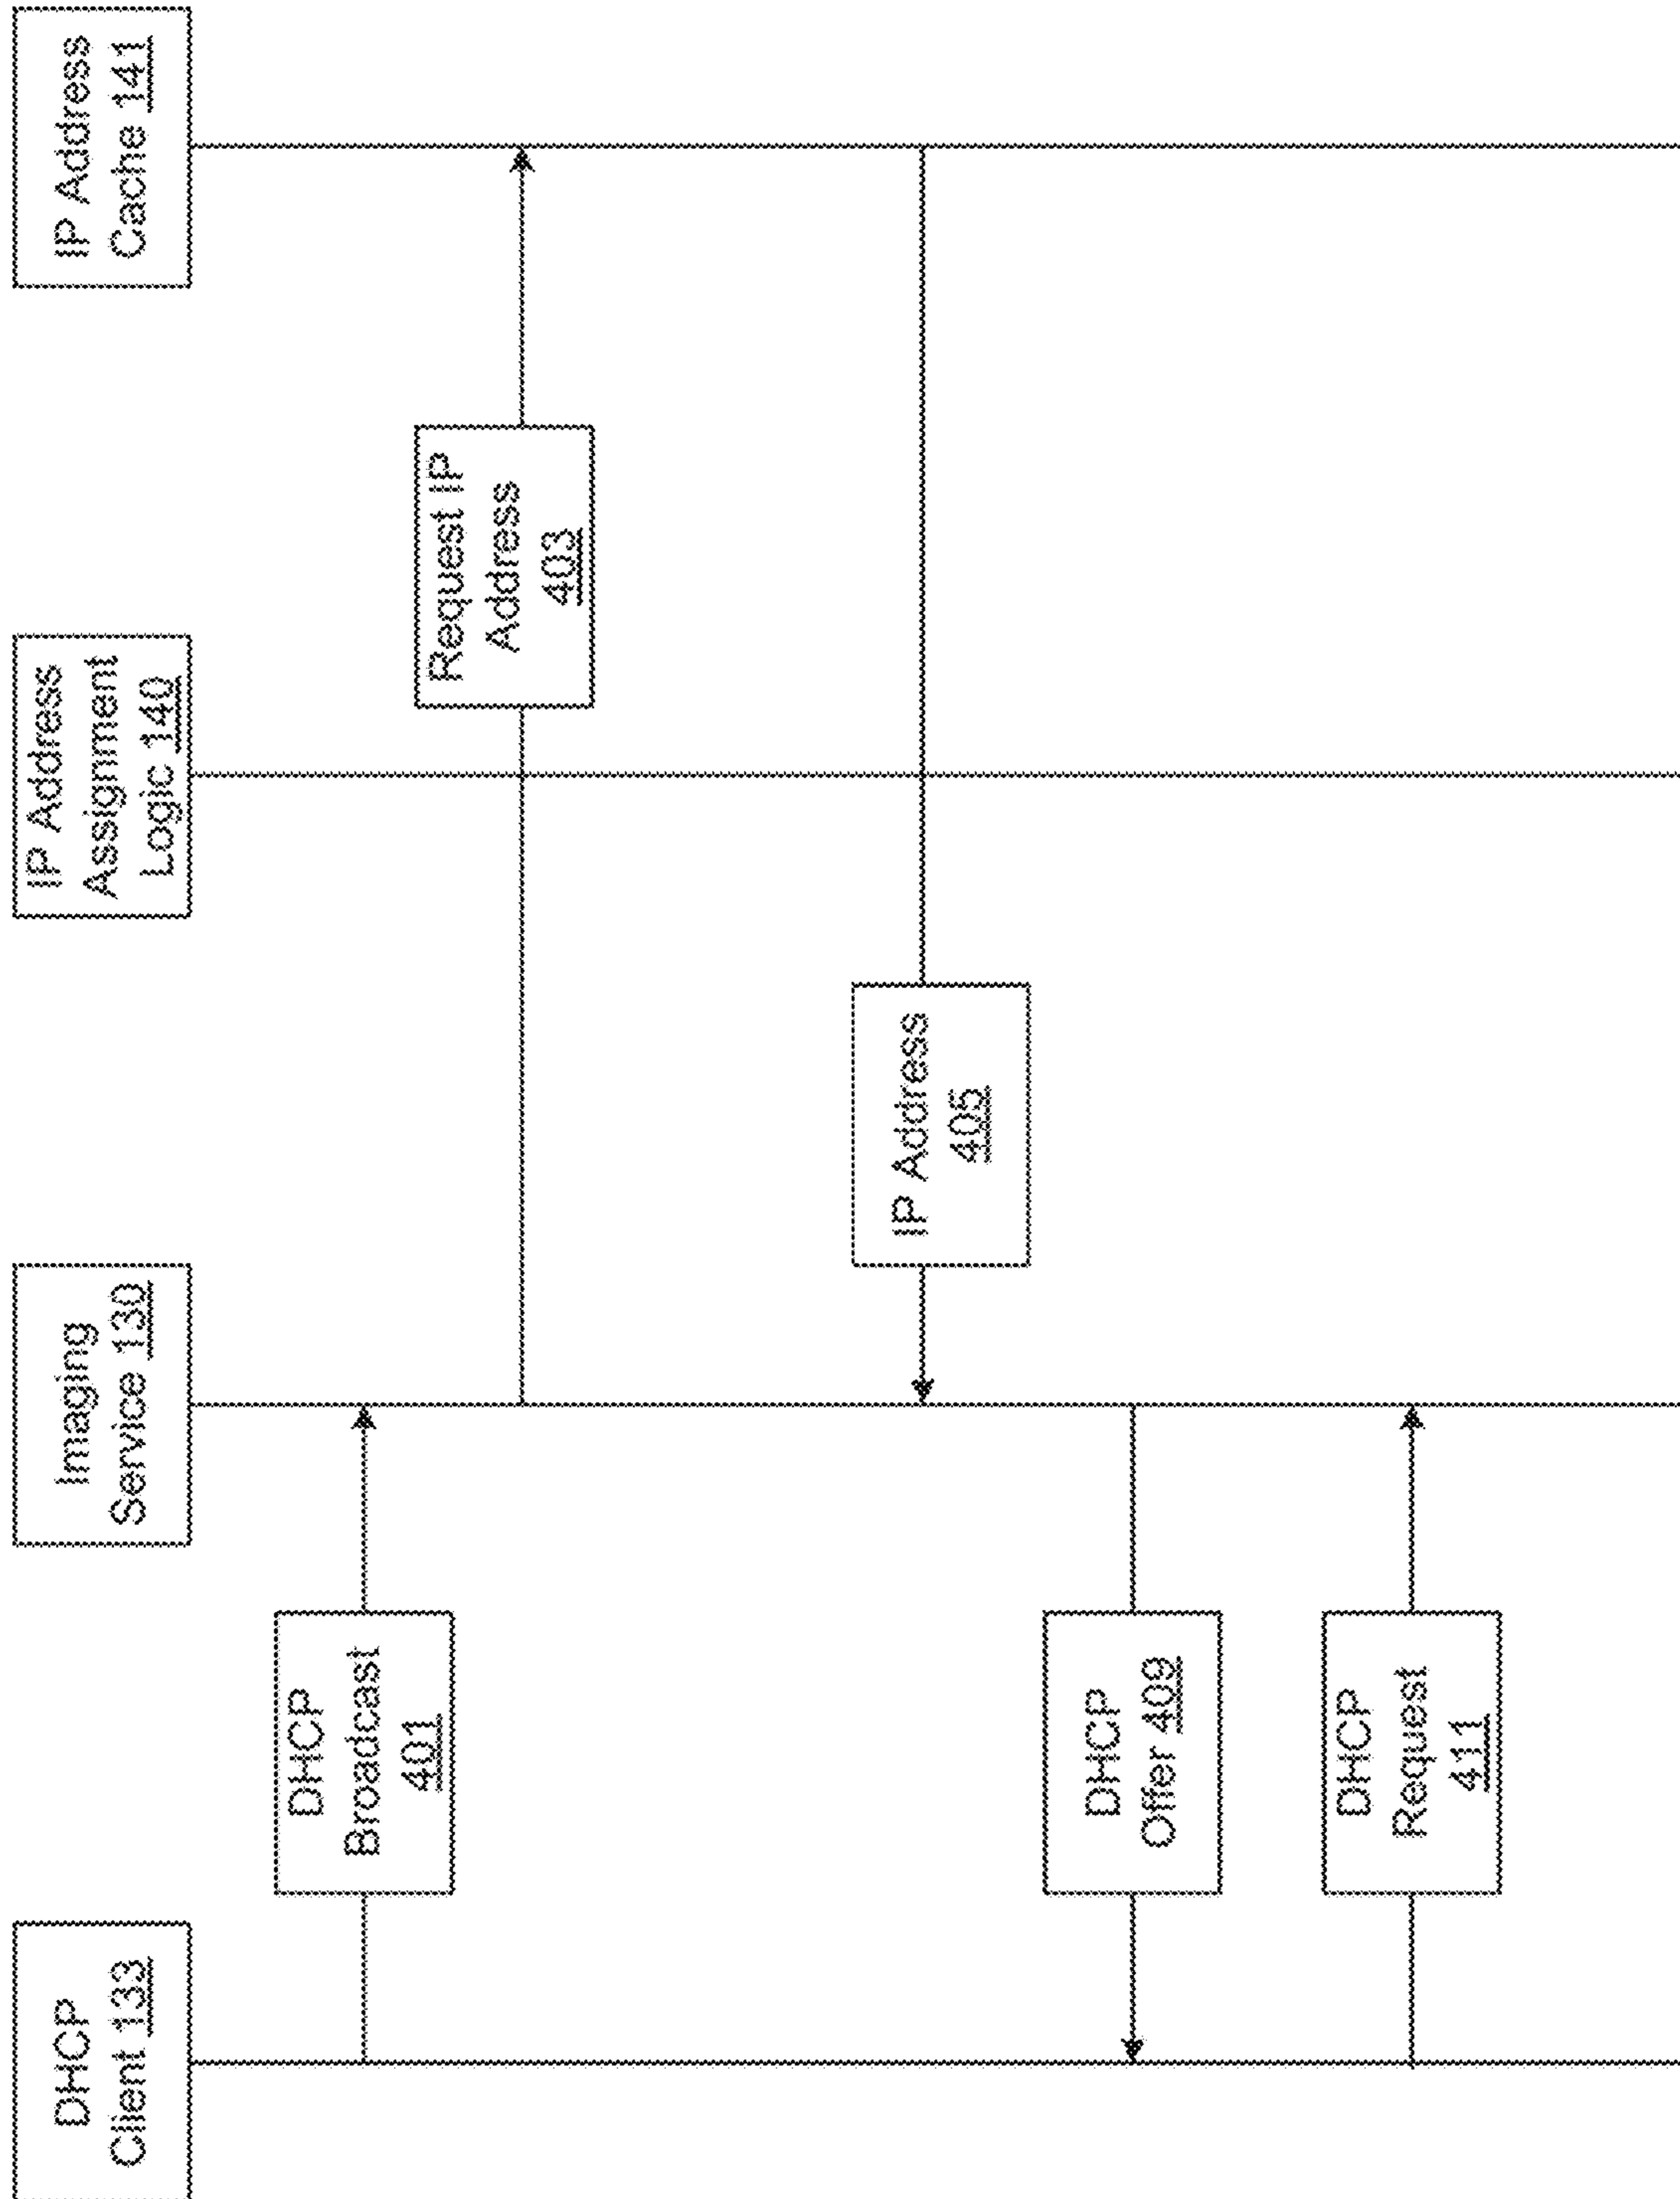 DHCP
Client 133
Imaging
Service 130
IP Address
Assignment
Logic 140
IP Address
Cache 141
DHCP
Broadcast
401
Request IP
Address
403
IP Address
405
DHCP
Offer 409
DHCP
Request
411